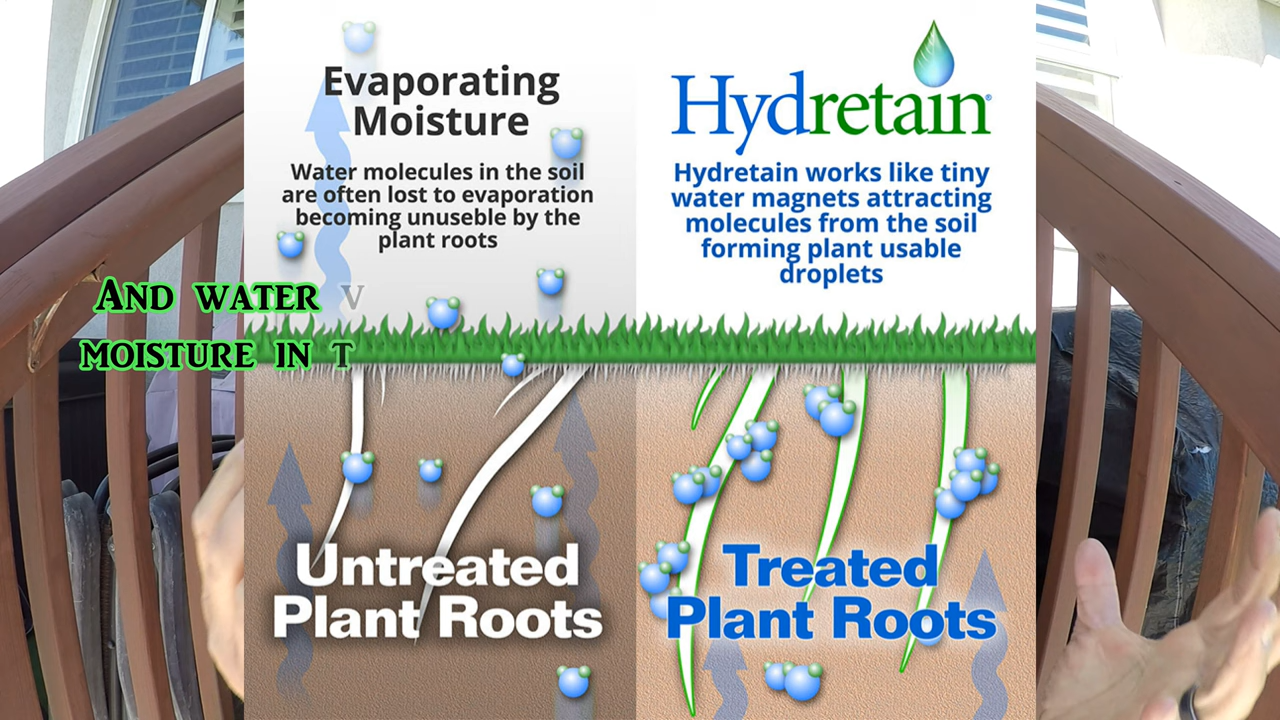 Evaporating
Moisture
Water molecules in the soil
are often lost to evaporation
becoming unuseble by the
plant roots
Hydretain®
Hydretain works like tiny
water magnets attracting
molecules from the soil
forming plant usable
droplets
AND WATER V
MOISTURE IN T
Untreated
Plant Roots
Treated
Plant Roots